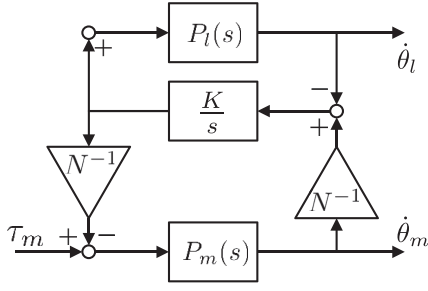 + P_l(s) θ̇_l
−
K/s
+
N⁻¹ N⁻¹
τ_m + − P_m(s) θ̇_m